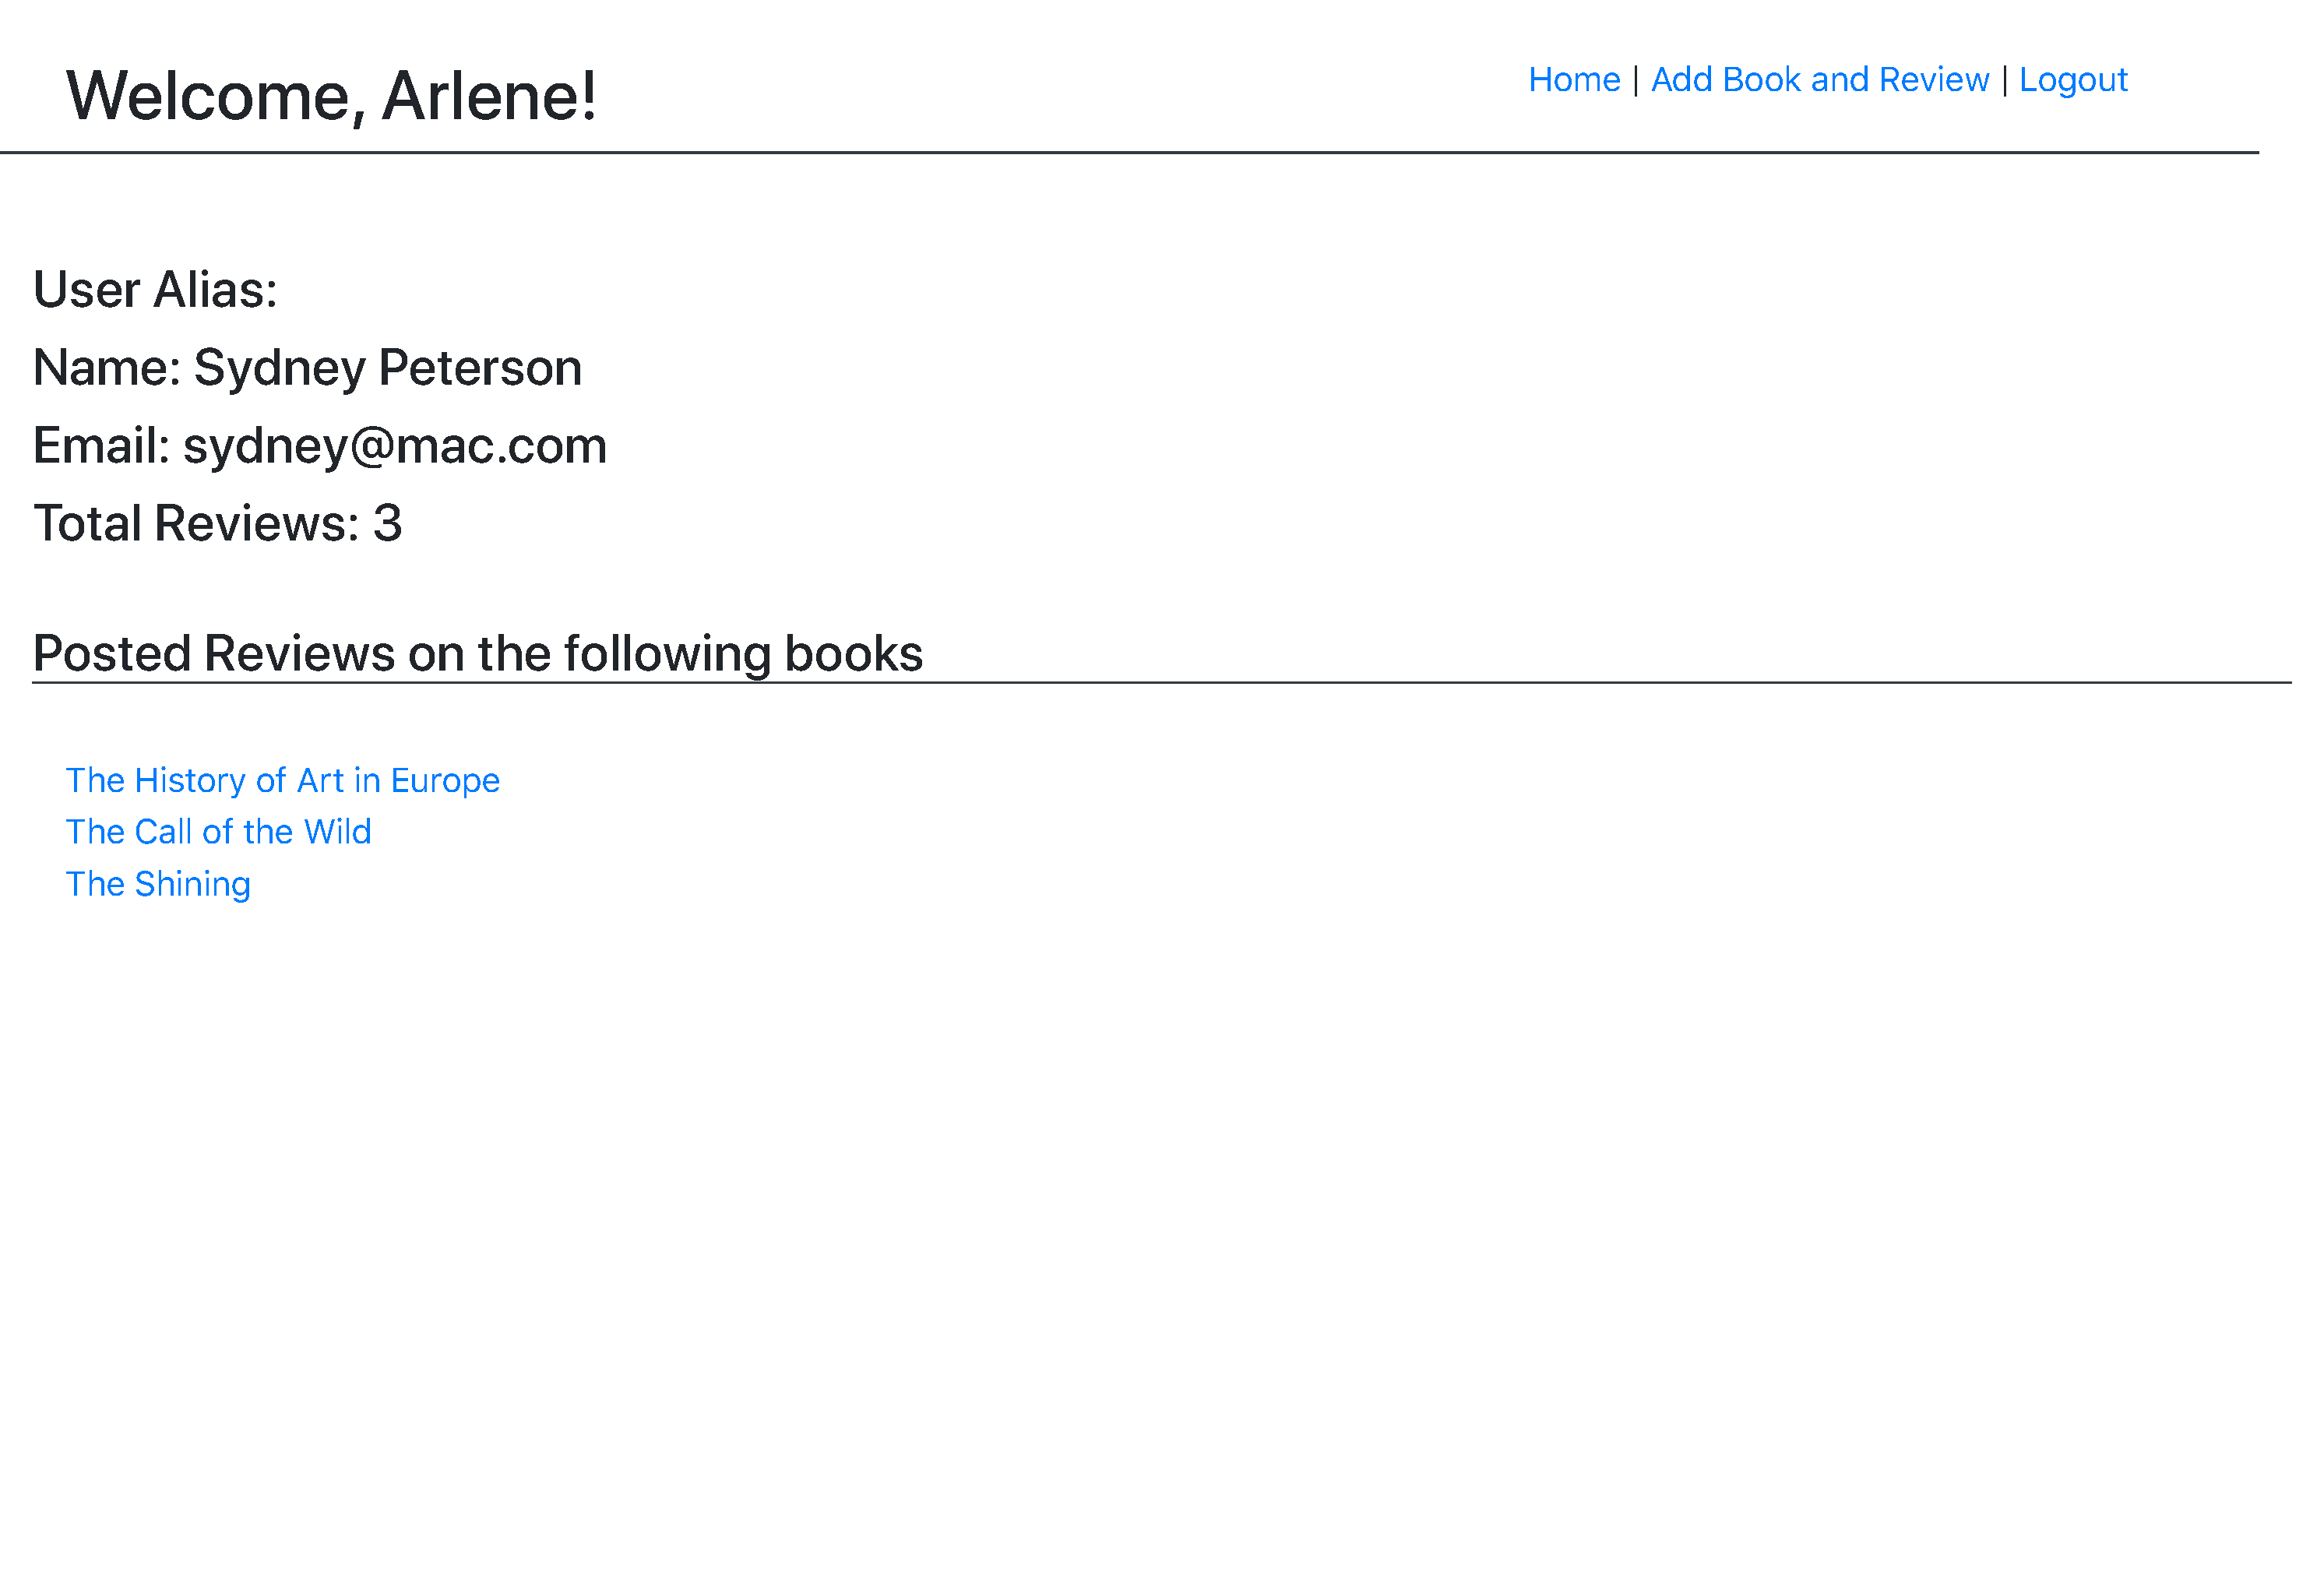 Welcome, Arlene!
Home | Add Book and Review | Logout
User Alias:
Name: Sydney Peterson
Email: sydney@mac.com
Total Reviews: 3
Posted Reviews on the following books
The History of Art in Europe
The Call of the Wild
The Shining